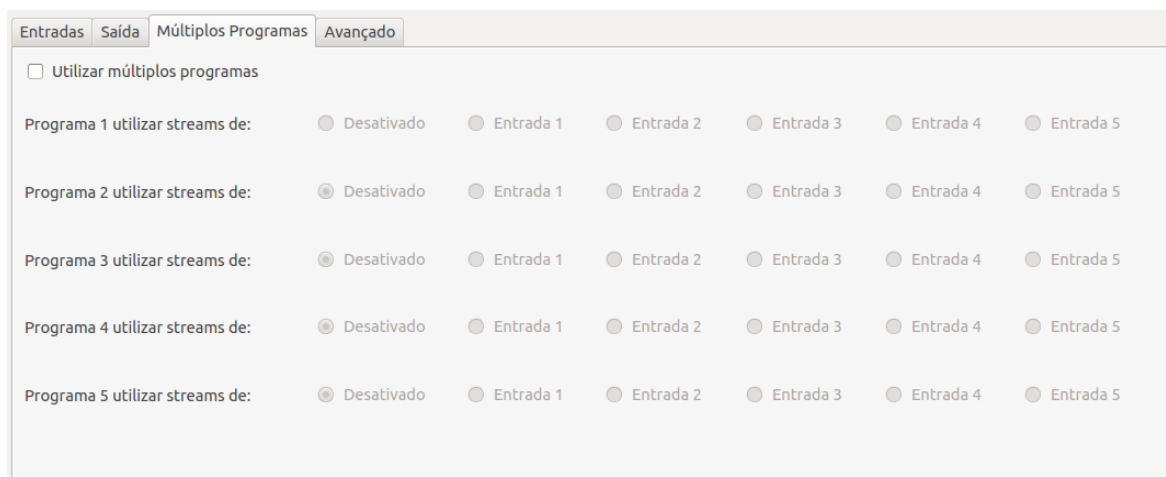 Entradas Saída Múltiplos Programas Avançado
Utilizar múltiplos programas
Programa 1 utilizar streams de: Desativado Entrada 1 Entrada 2 Entrada 3 Entrada 4 Entrada 5
Programa 2 utilizar streams de: Desativado Entrada 1 Entrada 2 Entrada 3 Entrada 4 Entrada 5
Programa 3 utilizar streams de: Desativado Entrada 1 Entrada 2 Entrada 3 Entrada 4 Entrada 5
Programa 4 utilizar streams de: Desativado Entrada 1 Entrada 2 Entrada 3 Entrada 4 Entrada 5
Programa 5 utilizar streams de: Desativado Entrada 1 Entrada 2 Entrada 3 Entrada 4 Entrada 5